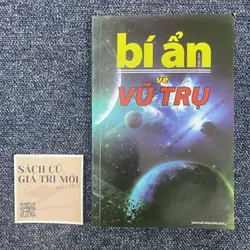 bí ẩn
về
VŨ TRỤ
SÁCH CŨ
GIÁ TRỊ MỚI